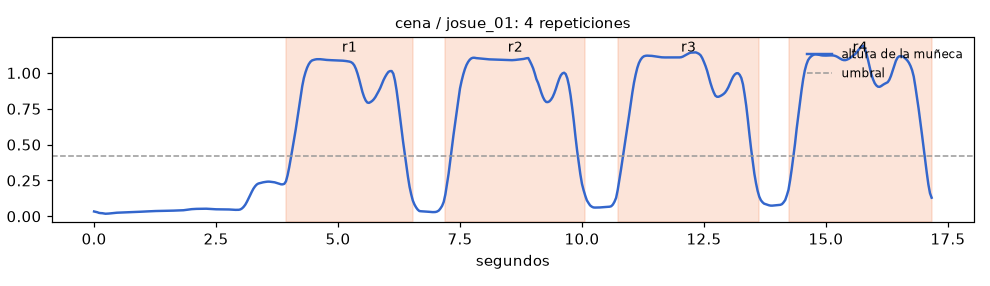 cena / josue_01: 4 repeticiones
r1
r2
r3
r4
altura de la muñeca
umbral
1.00
0.75
0.50
0.25
0.00
0.0
2.5
5.0
7.5
10.0
12.5
15.0
17.5
segundos